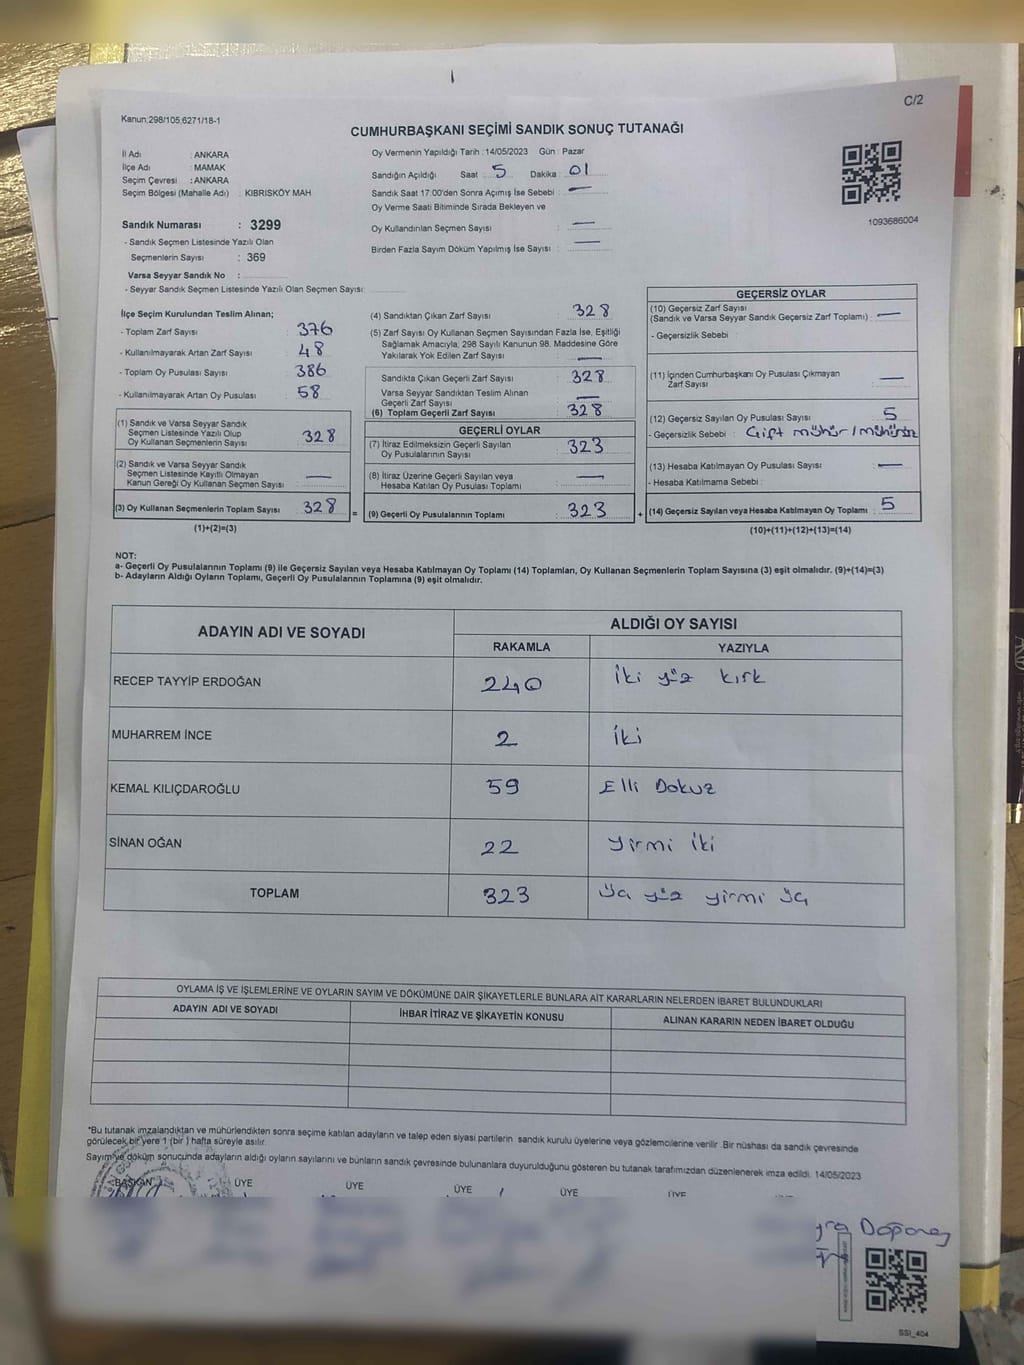 C/2
Kanun;298/105,6271/18-1
CUMHURBAŞKANI SEÇİMİ SANDIK SONUÇ TUTANAĞI
İl Adı : ANKARA
İlçe Adı : MAMAK
Seçim Çevresi : ANKARA
Seçim Bölgesi (Mahalle Adı) : KIBRISKÖY MAH
Sandık Numarası : 3299
- Sandık Seçmen Listesinde Yazılı Olan
Seçmenlerin Sayısı : 369
Varsa Seyyar Sandık No :
- Seyyar Sandık Seçmen Listesinde Yazılı Olan Seçmen Sayısı:
Oy Vermenin Yapıldığı Tarih :14/05/2023 Gün : Pazar
Sandığın Açıldığı Saat 5 Dakika 01
Sandık Saat 17:00'den Sonra Açımış İse Sebebi : —
Oy Verme Saati Bitiminde Sırada Bekleyen ve
Oy Kullandırılan Seçmen Sayısı : —
Birden Fazla Sayım Döküm Yapılmış İse Sayısı : —
1093686004
İlçe Seçim Kurulundan Teslim Alınan;
- Toplam Zarf Sayısı : 376
- Kullanılmayarak Artan Zarf Sayısı : 48
- Toplam Oy Pusulası Sayısı : 386
- Kullanılmayarak Artan Oy Pusulası : 58
(1) Sandık ve Varsa Seyyar Sandık
Seçmen Listesinde Yazılı Olup
Oy Kullanan Seçmenlerin Sayısı : 328
(2) Sandık ve Varsa Seyyar Sandık
Seçmen Listesinde Kayıtlı Olmayan
Kanun Gereği Oy Kullanan Seçmen Sayısı : —
(3) Oy Kullanan Seçmenlerin Toplam Sayısı : 328
(1)+(2)=(3)
(4) Sandıktan Çıkan Zarf Sayısı : 328
(5) Zarf Sayısı Oy Kullanan Seçmen Sayısından Fazla İse, Eşitliği
Sağlamak Amacıyla, 298 Sayılı Kanunun 98. Maddesine Göre
Yakılarak Yok Edilen Zarf Sayısı : —
Sandıkta Çıkan Geçerli Zarf Sayısı : 328
Varsa Seyyar Sandıktan Teslim Alınan
Geçerli Zarf Sayısı : —
(6) Toplam Geçerli Zarf Sayısı : 328
GEÇERLİ OYLAR
(7) İtiraz Edilmeksizin Geçerli Sayılan
Oy Pusulalarının Sayısı : 323
(8) İtiraz Üzerine Geçerli Sayılan veya
Hesaba Katılan Oy Pusulası Toplamı : —
= (9) Geçerli Oy Pusulalarının Toplamı : 323 +
GEÇERSİZ OYLAR
(10) Geçersiz Zarf Sayısı
(Sandık ve Varsa Seyyar Sandık Geçersiz Zarf Toplamı) : —
- Geçersizlik Sebebi :
(11) İçinden Cumhurbaşkanı Oy Pusulası Çıkmayan
Zarf Sayısı : —
(12) Geçersiz Sayılan Oy Pusulası Sayısı : 5
- Geçersizlik Sebebi : Çift mühür / mühürsüz
(13) Hesaba Katılmayan Oy Pusulası Sayısı : —
- Hesaba Katılmama Sebebi :
(14) Geçersiz Sayılan veya Hesaba Katılmayan Oy Toplamı : 5
(10)+(11)+(12)+(13)=(14)
NOT:
a- Geçerli Oy Pusulalarının Toplamı (9) ile Geçersiz Sayılan veya Hesaba Katılmayan Oy Toplamı (14) Toplamları, Oy Kullanan Seçmenlerin Toplam Sayısına (3) eşit olmalıdır. (9)+(14)=(3)
b- Adayların Aldığı Oyların Toplamı, Geçerli Oy Pusulalarının Toplamına (9) eşit olmalıdır.
ADAYIN ADI VE SOYADI ALDIĞI OY SAYISI
RAKAMLA YAZIYLA
RECEP TAYYİP ERDOĞAN 240 İki yüz kırk
MUHARREM İNCE 2 İki
KEMAL KILIÇDAROĞLU 59 Elli Dokuz
SİNAN OĞAN 22 Yirmi iki
TOPLAM 323 Üç yüz yirmi üç
OYLAMA İŞ VE İŞLEMLERİNE VE OYLARIN SAYIM VE DÖKÜMÜNE DAİR ŞİKAYETLERLE BUNLARA AİT KARARLARIN NELERDEN İBARET BULUNDUKLARI
ADAYIN ADI VE SOYADI İHBAR İTİRAZ VE ŞİKAYETİN KONUSU ALINAN KARARIN NEDEN İBARET OLDUĞU
*Bu tutanak imzalandıktan ve mühürlendikten sonra seçime katılan adayların ve talep eden siyasi partilerin sandık kurulu üyelerine veya gözlemcilerine verilir .Bir nüshası da sandık çevresinde
görülecek bir yere 1 (bir ) hafta süreyle asılır.
Sayım ve döküm sonucunda adayların aldığı oyların sayılarını ve bunların sandık çevresinde bulunanlara duyurulduğunu gösteren bu tutanak tarafımızdan düzenlenerek imza edildi. 14/05/2023
BAŞKAN ÜYE ÜYE ÜYE ÜYE ÜYE
SSI_404